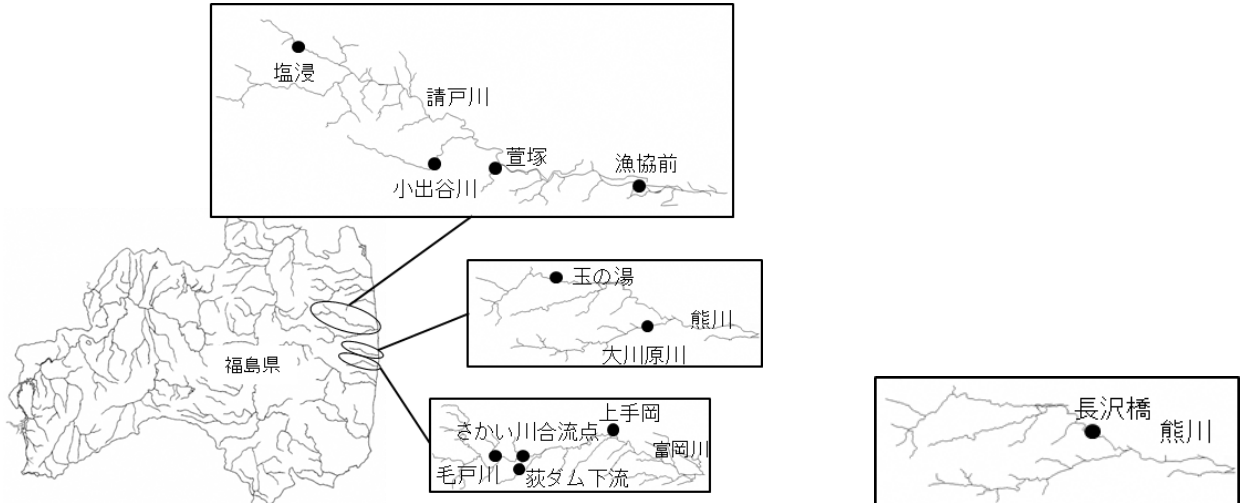 塩浸
請戸川
萱塚
漁協前
小出谷川
玉の湯
熊川
大川原川
福島県
上手岡
さかい川合流点
富岡川
毛戸川
荻ダム下流
長沢橋
熊川